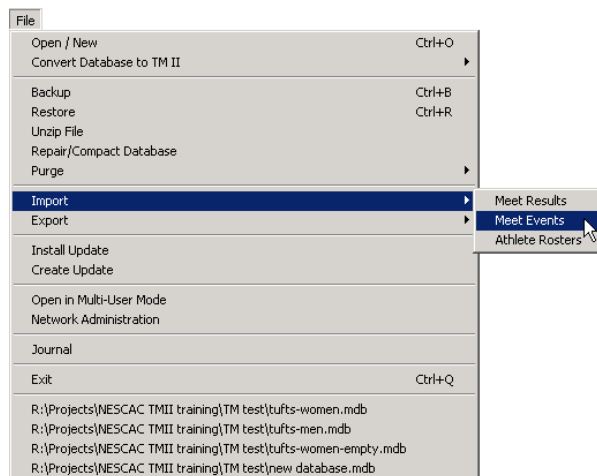 File
Open / New Ctrl+O
Convert Database to TM II
Backup Ctrl+B
Restore Ctrl+R
Unzip File
Repair/Compact Database
Purge
Import
Export
Meet Results
Meet Events
Athlete Rosters
Install Update
Create Update
Open in Multi-User Mode
Network Administration
Journal
Exit Ctrl+Q
R:\Projects\NESCAC TMII training\TM test\tufts-women.mdb
R:\Projects\NESCAC TMII training\TM test\tufts-men.mdb
R:\Projects\NESCAC TMII training\TM test\tufts-women-empty.mdb
R:\Projects\NESCAC TMII training\TM test\new database.mdb